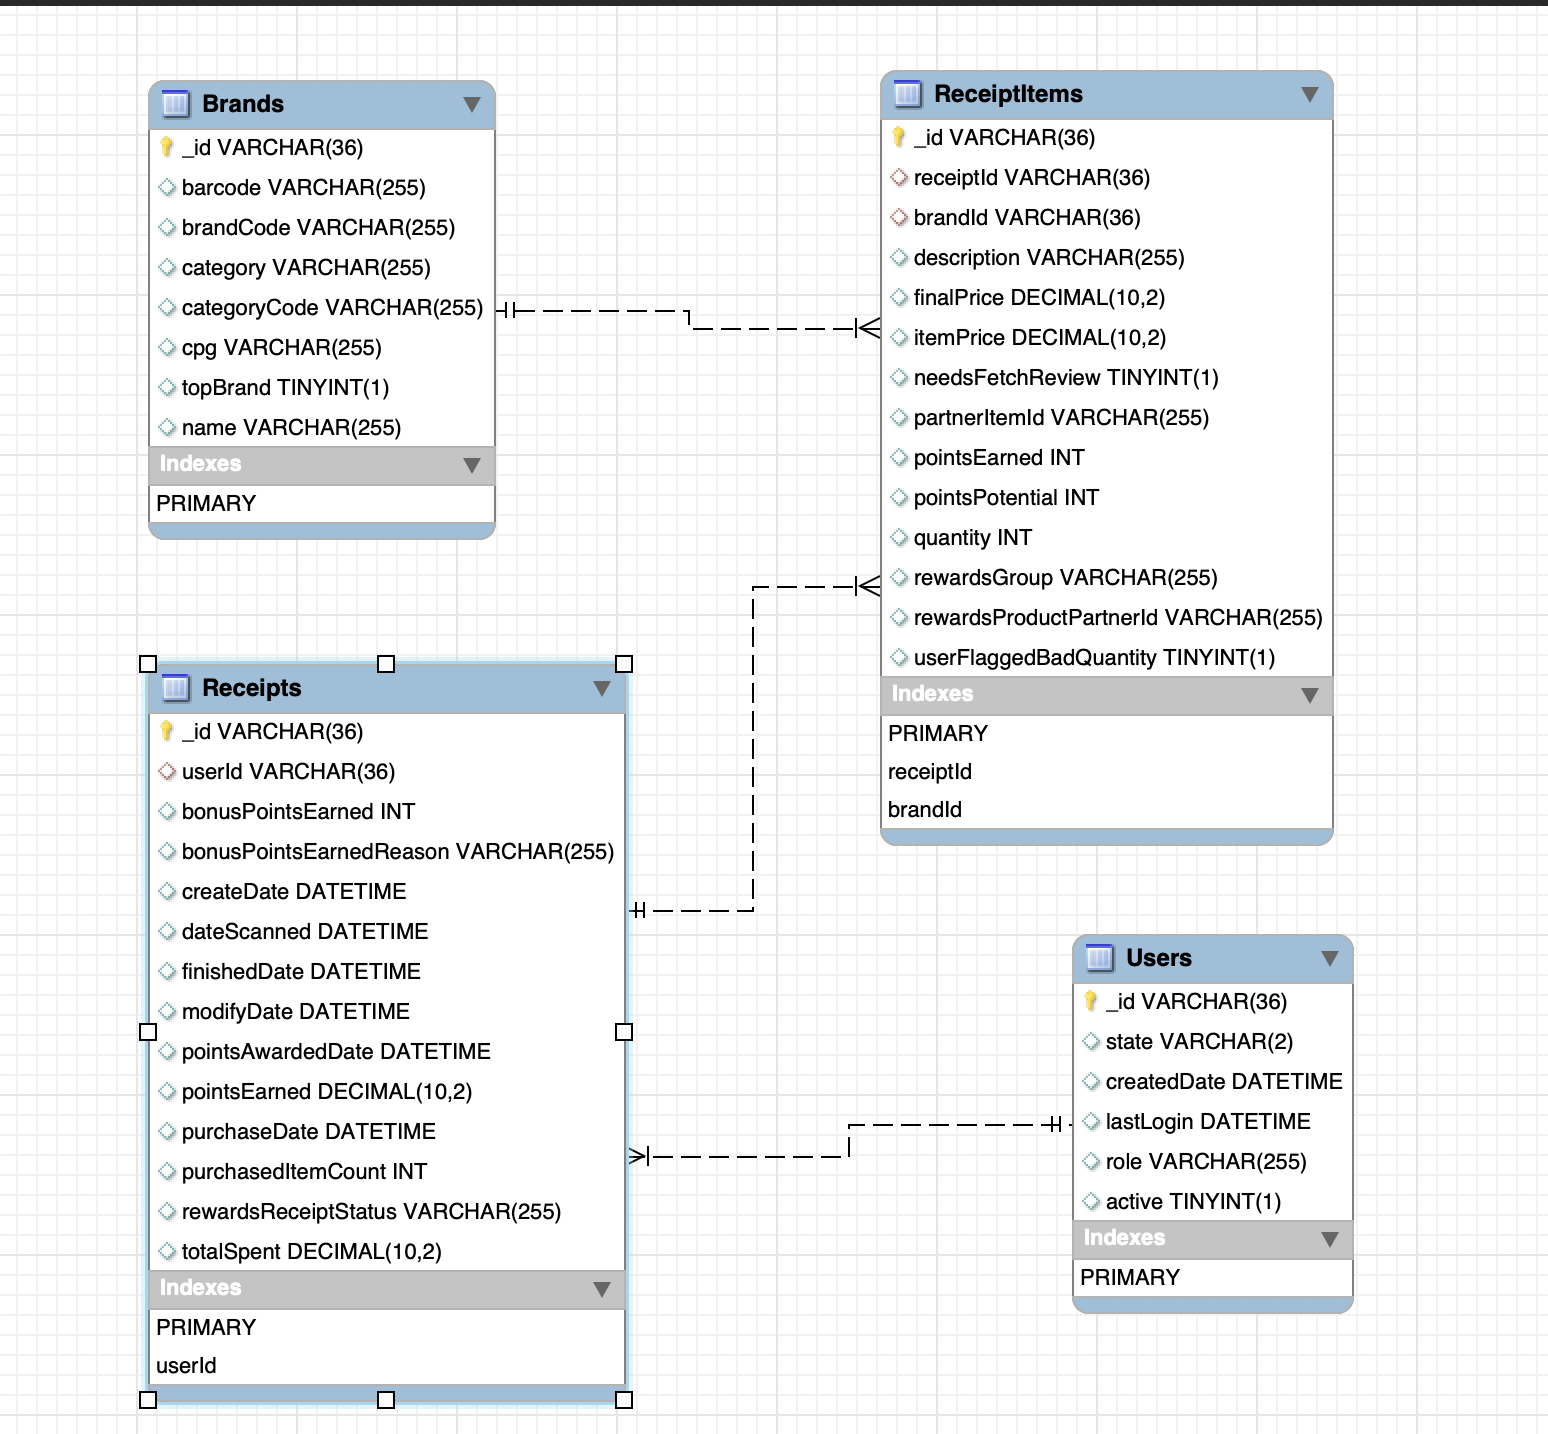 Brands
_id VARCHAR(36)
barcode VARCHAR(255)
brandCode VARCHAR(255)
category VARCHAR(255)
categoryCode VARCHAR(255)
cpg VARCHAR(255)
topBrand TINYINT(1)
name VARCHAR(255)
Indexes
PRIMARY
ReceiptItems
_id VARCHAR(36)
receiptId VARCHAR(36)
brandId VARCHAR(36)
description VARCHAR(255)
finalPrice DECIMAL(10,2)
itemPrice DECIMAL(10,2)
needsFetchReview TINYINT(1)
partnerItemId VARCHAR(255)
pointsEarned INT
pointsPotential INT
quantity INT
rewardsGroup VARCHAR(255)
rewardsProductPartnerId VARCHAR(255)
userFlaggedBadQuantity TINYINT(1)
Indexes
PRIMARY
receiptId
brandId
Receipts
_id VARCHAR(36)
userId VARCHAR(36)
bonusPointsEarned INT
bonusPointsEarnedReason VARCHAR(255)
createDate DATETIME
dateScanned DATETIME
finishedDate DATETIME
modifyDate DATETIME
pointsAwardedDate DATETIME
pointsEarned DECIMAL(10,2)
purchaseDate DATETIME
purchasedItemCount INT
rewardsReceiptStatus VARCHAR(255)
totalSpent DECIMAL(10,2)
Indexes
PRIMARY
userId
Users
_id VARCHAR(36)
state VARCHAR(2)
createdDate DATETIME
lastLogin DATETIME
role VARCHAR(255)
active TINYINT(1)
Indexes
PRIMARY